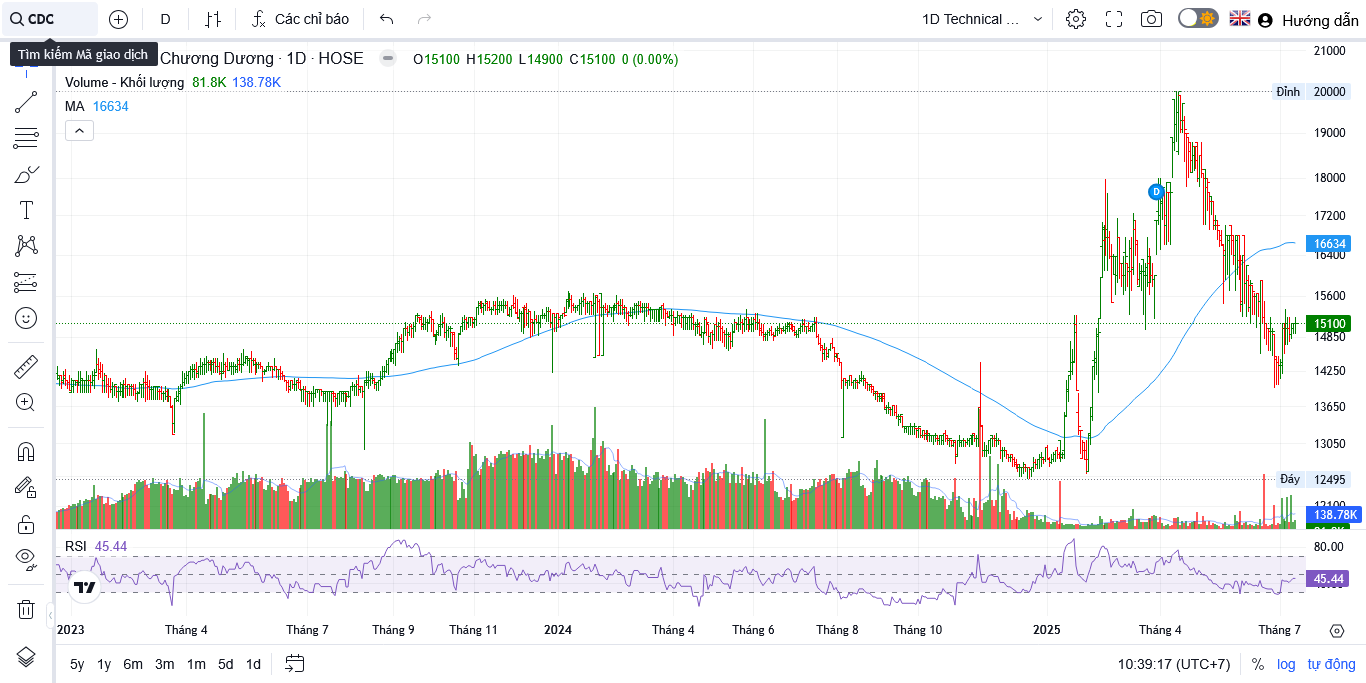 CDC D Các chỉ báo 1D Technical ... Hướng dẫn
Tìm kiếm Mã giao dịch Chương Dương · 1D · HOSE O15100 H15200 L14900 C15100 0 (0.00%)
Volume - Khối lượng 81.8K 138.78K
MA 16634
21000
Đỉnh 20000
19000
18000
D
17200
16634
16400
15600
15100
14850
14250
13650
13050
Đáy 12495
12100
138.78K
RSI 45.44
80.00
45.44
2023 Tháng 4 Tháng 7 Tháng 9 Tháng 11 2024 Tháng 4 Tháng 6 Tháng 8 Tháng 10 2025 Tháng 4 Tháng 7
5y 1y 6m 3m 1m 5d 1d 10:39:17 (UTC+7) % log tự động